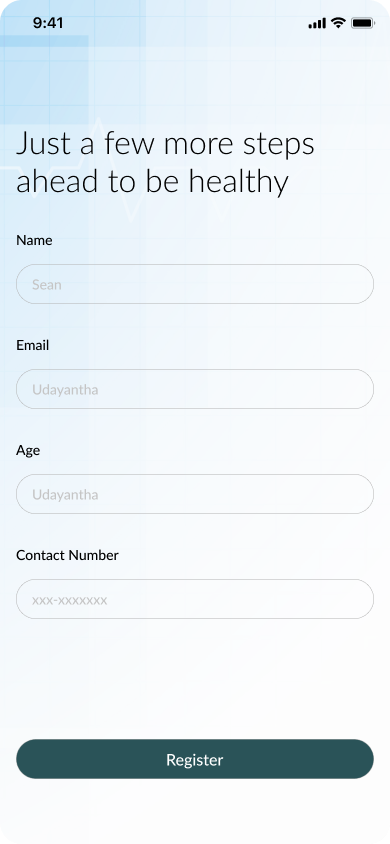 9:41
Just a few more steps
ahead to be healthy
Name
Sean
Email
Udayantha
Age
Udayantha
Contact Number
xxx-xxxxxxx
Register